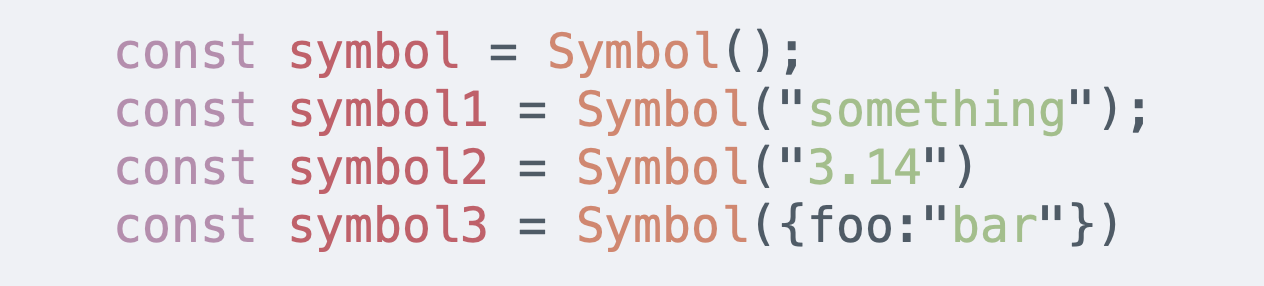 const symbol = Symbol();
const symbol1 = Symbol("something");
const symbol2 = Symbol("3.14")
const symbol3 = Symbol({foo:"bar"})